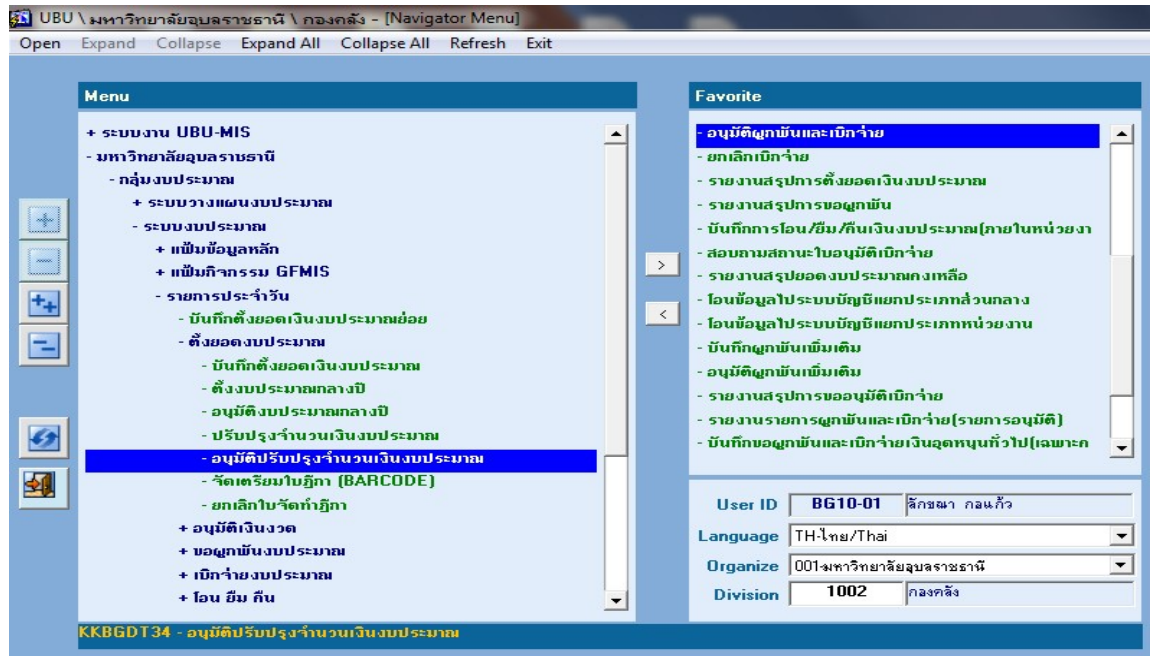 UBU \ มหาวิทยาลัยอุบลราชธานี \ กองคลัง - [Navigator Menu]
Open Expand Collapse Expand All Collapse All Refresh Exit
Menu
+ ระบบงาน UBU-MIS
- มหาวิทยาลัยอุบลราชธานี
- กลุ่มงบประมาณ
+ ระบบวางแผนงบประมาณ
- ระบบงบประมาณ
+ แฟ้มข้อมูลหลัก
+ แฟ้มกิจกรรม GFMIS
- รายการประจำวัน
- บันทึกตั้งยอดเงินงบประมาณย่อย
- ตั้งยอดงบประมาณ
- บันทึกตั้งยอดเงินงบประมาณ
- ตั้งงบประมาณกลางปี
- อนุมัติงบประมาณกลางปี
- ปรับปรุงจำนวนเงินงบประมาณ
- อนุมัติปรับปรุงจำนวนเงินงบประมาณ
- จัดเตรียมใบฎีกา (BARCODE)
- ยกเลิกใบจัดทำฎีกา
+ อนุมัติเงินงวด
+ ขอผูกพันงบประมาณ
+ เบิกจ่ายงบประมาณ
+ โอน ยืม คืน
>
<
Favorite
- อนุมัติผูกพันและเบิกจ่าย
- ยกเลิกเบิกจ่าย
- รายงานสรุปการตั้งยอดเงินงบประมาณ
- รายงานสรุปการขอผูกพัน
- บันทึกการโอน/ยืม/คืนเงินงบประมาณ(ภายในหน่วยงา
- สอบถามสถานะใบอนุมัติเบิกจ่าย
- รายงานสรุปยอดงบประมาณคงเหลือ
- โอนข้อมูลไประบบบัญชีแยกประเภทส่วนกลาง
- โอนข้อมูลไประบบบัญชีแยกประเภทหน่วยงาน
- บันทึกผูกพันเพิ่มเติม
- อนุมัติผูกพันเพิ่มเติม
- รายงานสรุปการขออนุมัติเบิกจ่าย
- รายงานรายการผูกพันและเบิกจ่าย(รายการอนุมัติ)
- บันทึกขอผูกพันและเบิกจ่ายเงินอุดหนุนทั่วไป(เฉพาะก
User ID BG10-01 ลักขณา กอแก้ว
Language TH-ไทย/Thai
Organize 001-มหาวิทยาลัยอุบลราชธานี
Division 1002 กองคลัง
KKBGDT34 - อนุมัติปรับปรุงจำนวนเงินงบประมาณ